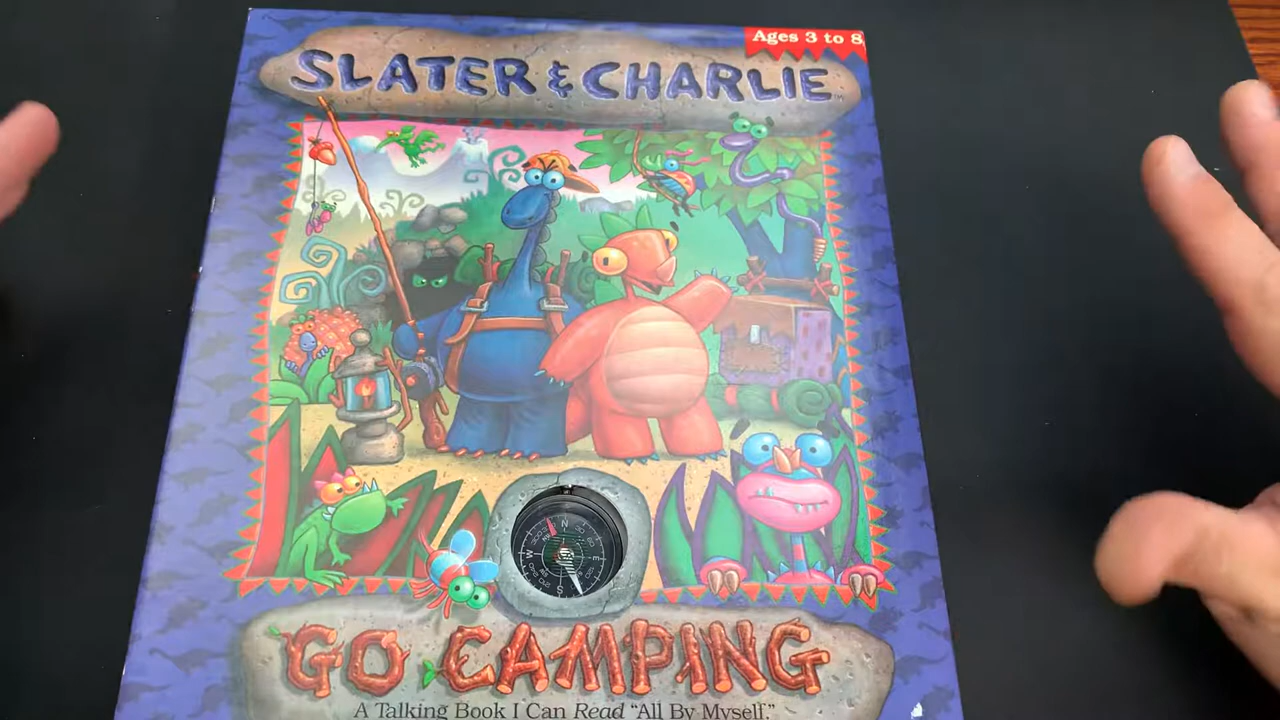 Ages 3 to 8
SLATER & CHARLIE
N
E
S
W
GO CAMPING
A Talking Book I Can Read "All By Myself."